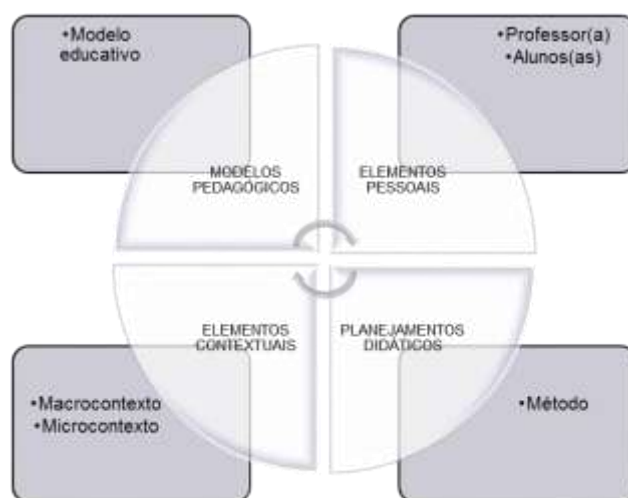 •Modelo
educativo
•Professor(a)
•Alunos(as)
MODELOS
PEDAGÓGICOS
ELEMENTOS
PESSOAIS
ELEMENTOS
CONTEXTUAIS
PLANEJAMENTOS
DIDÁTICOS
•Macrocontexto
•Microcontexto
•Método